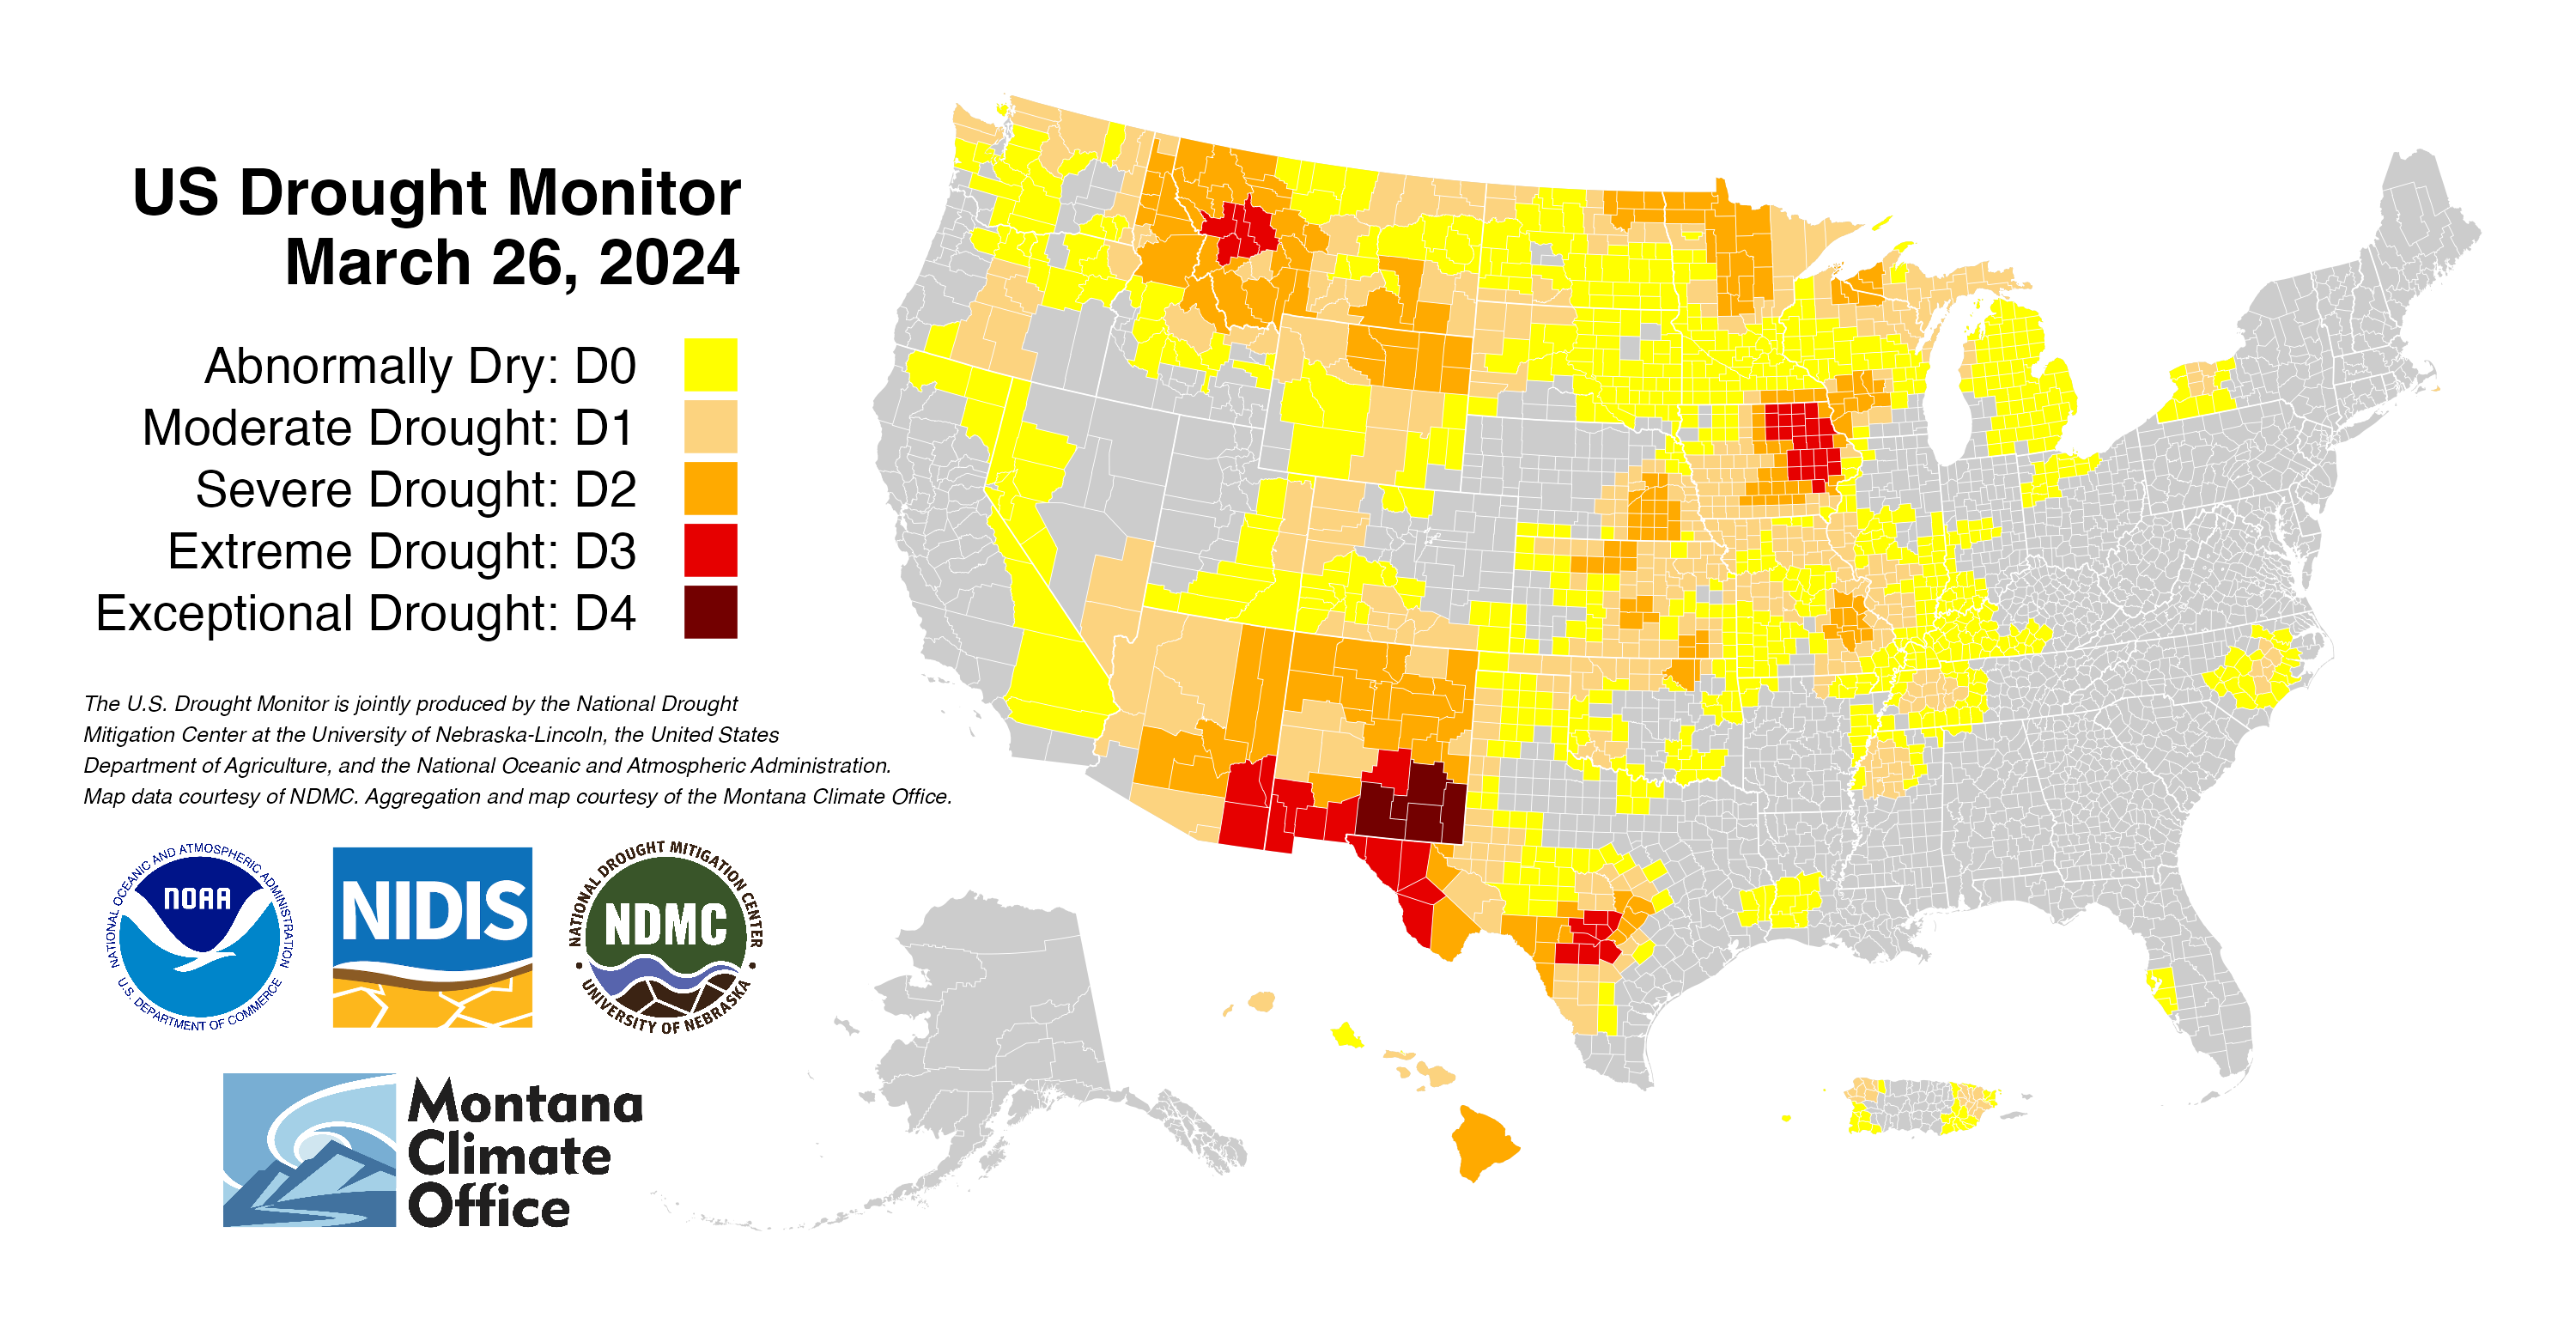 US Drought Monitor
March 26, 2024
Abnormally Dry: D0
Moderate Drought: D1
Severe Drought: D2
Extreme Drought: D3
Exceptional Drought: D4
The U.S. Drought Monitor is jointly produced by the National Drought
Mitigation Center at the University of Nebraska-Lincoln, the United States
Department of Agriculture, and the National Oceanic and Atmospheric Administration.
Map data courtesy of NDMC. Aggregation and map courtesy of the Montana Climate Office.
NATIONAL OCEANIC AND ATMOSPHERIC ADMINISTRATION
NOAA
U.S. DEPARTMENT OF COMMERCE
NIDIS
NATIONAL DROUGHT MITIGATION CENTER
NDMC
UNIVERSITY OF NEBRASKA
Montana
Climate
Office